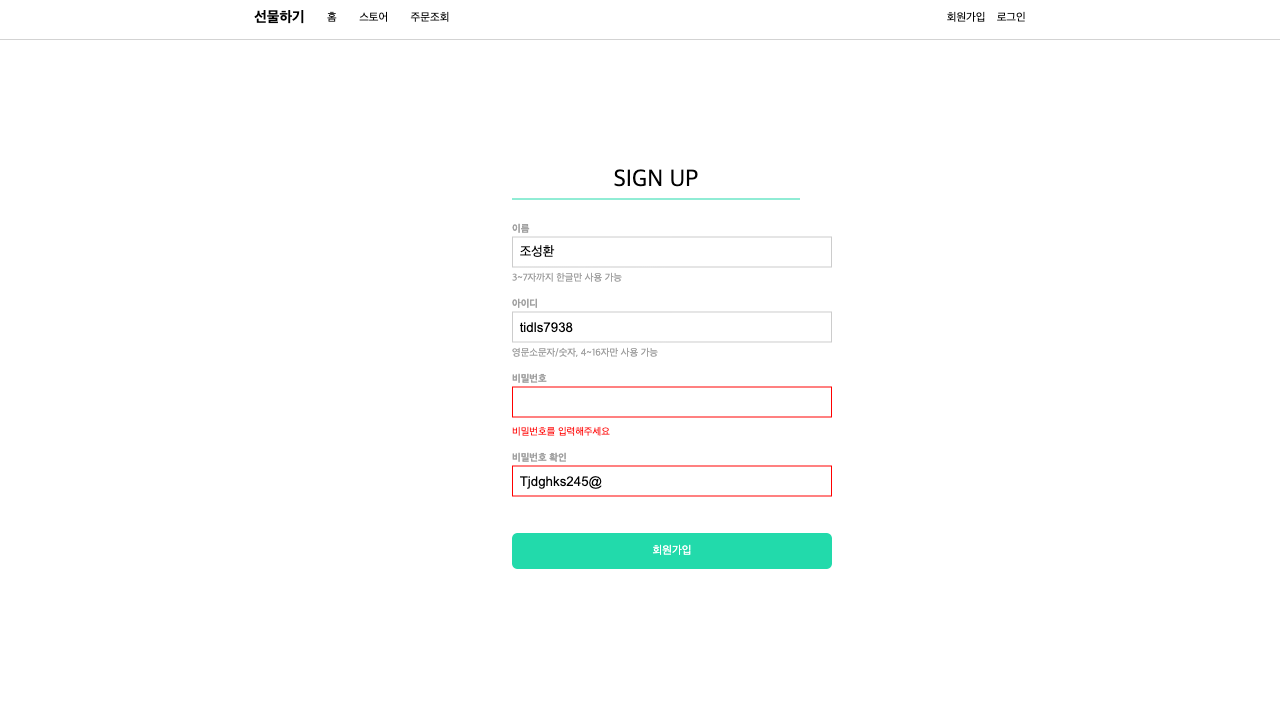 선물하기 홈 스토어 주문조회 회원가입 로그인
SIGN UP
이름
조성환
3~7자까지 한글만 사용 가능
아이디
tidls7938
영문소문자/숫자, 4~16자만 사용 가능
비밀번호
비밀번호를 입력해주세요
비밀번호 확인
Tjdghks245@
회원가입